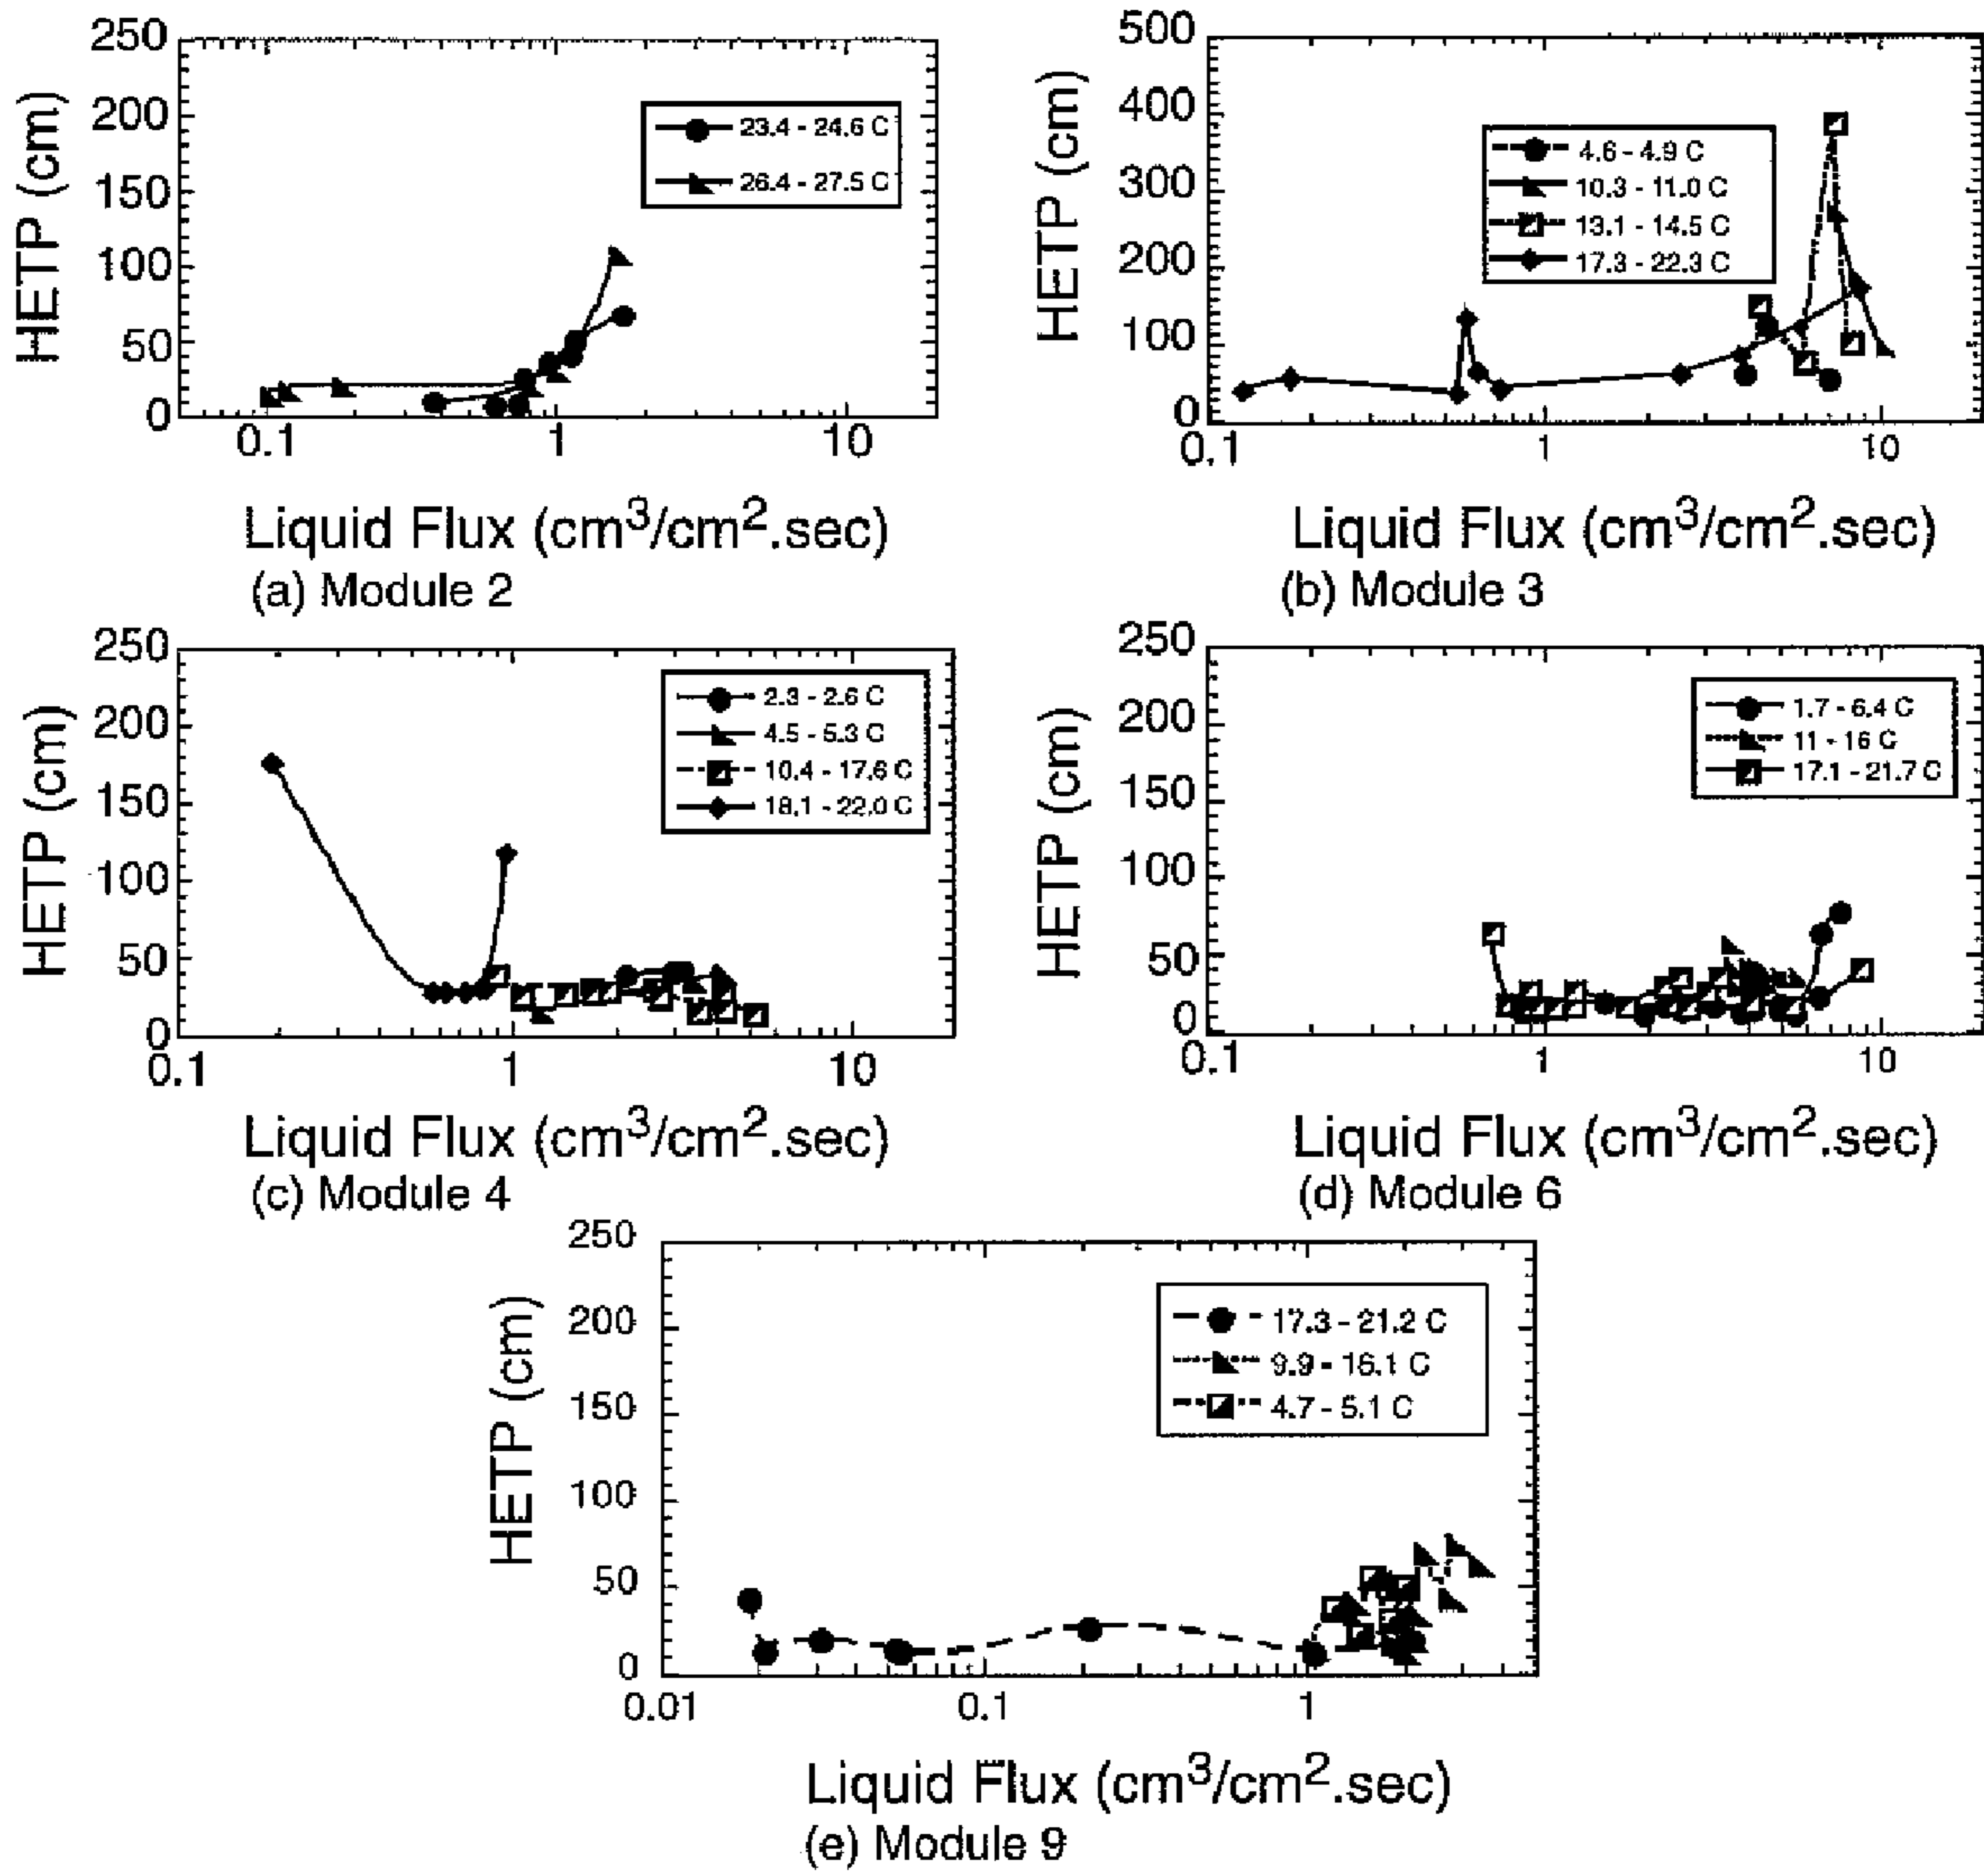 250
200
150
100
50
0
HETP (cm)
23.4 - 24.6 C
26.4 - 27.5 C
0.1
1
10
Liquid Flux (cm³/cm².sec)
(a) Module 2
500
400
300
200
100
0
HETP (cm)
4.6 - 4.9 C
10.3 - 11.0 C
13.1 - 14.5 C
17.3 - 22.3 C
0.1
1
10
Liquid Flux (cm³/cm².sec)
(b) Module 3
250
200
150
100
50
0
HETP (cm)
2.3 - 2.6 C
4.5 - 5.3 C
10.4 - 17.6 C
18.1 - 22.0 C
0.1
1
10
Liquid Flux (cm³/cm².sec)
(c) Module 4
250
200
150
100
50
0
HETP (cm)
1.7 - 6.4 C
11 - 16 C
17.1 - 21.7 C
0.1
1
10
Liquid Flux (cm³/cm².sec)
(d) Module 6
250
200
150
100
50
0
HETP (cm)
17.3 - 21.2 C
9.9 - 16.1 C
4.7 - 5.1 C
0.01
0.1
1
Liquid Flux (cm³/cm².sec)
(e) Module 9